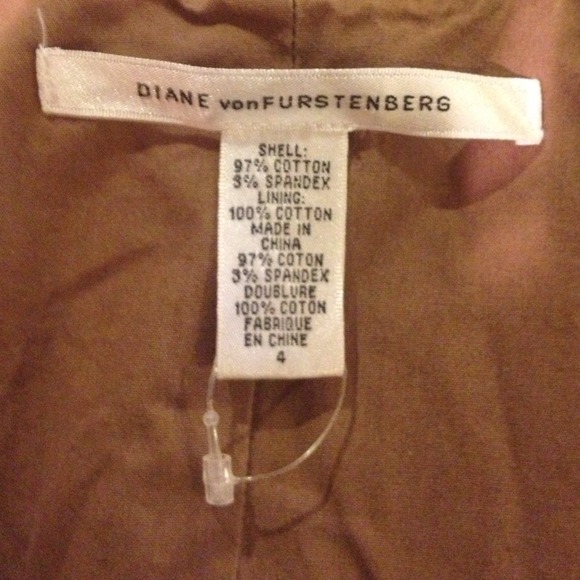 DIANE vonFURSTENBERG
SHELL:
97% COTTON
3% SPANDEX
LINING:
100% COTTON
MADE IN
CHINA
97% COTON
3% SPANDEX
DOUBLURE
100% COTON
FABRIQUE
EN CHINE
4